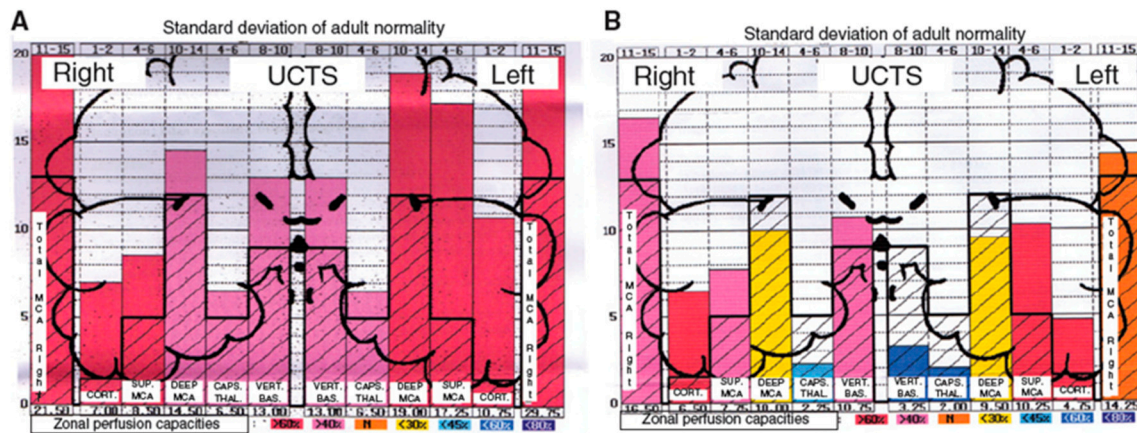 A
Standard deviation of adult normality
20
11-15 1-2 4-6 10-14 4-6 8-10 8-10 4-6 10-14 4-6 1-2 11-15
Right UCTS Left
15
10
5
0
Total MCA Right
CORT.
SUP. MCA
DEEP MCA
CAPS. THAL.
VERT. BAS.
VERT. BAS.
CAPS. THAL.
DEEP MCA
SUP. MCA
CORT.
Total MCA Right
21.50 7.00 8.50 14.50 6.50 13.00 13.00 6.50 19.00 17.25 10.75 29.75
Zonal perfusion capacities >60% >40% N <30% <45% <60% <80%
B
Standard deviation of adult normality
20
11-15 1-2 4-6 10-14 4-6 8-10 8-10 4-6 10-14 4-6 1-2 11-15
Right UCTS Left
15
10
5
0
Total MCA Right
CORT.
SUP. MCA
DEEP MCA
CAPS. THAL.
VERT. BAS.
VERT. BAS.
CAPS. THAL.
DEEP MCA
SUP. MCA
CORT.
Total MCA Right
16.50 6.50 7.75 10.00 2.25 10.75 3.25 9.50 10.25 4.75 14.25
Zonal perfusion capacities >60% >40% N <30% <45% <60% <80%